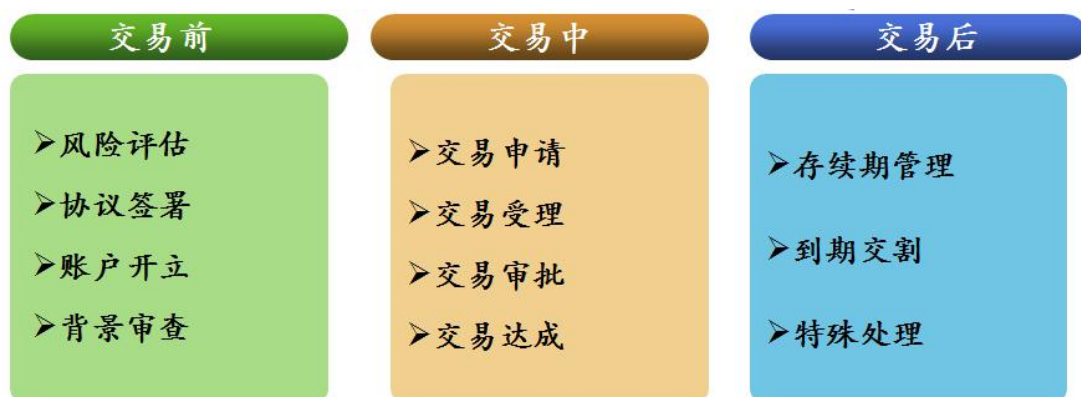 交易前
➢风险评估
➢协议签署
➢账户开立
➢背景审查
交易中
➢交易申请
➢交易受理
➢交易审批
➢交易达成
交易后
➢存续期管理
➢到期交割
➢特殊处理